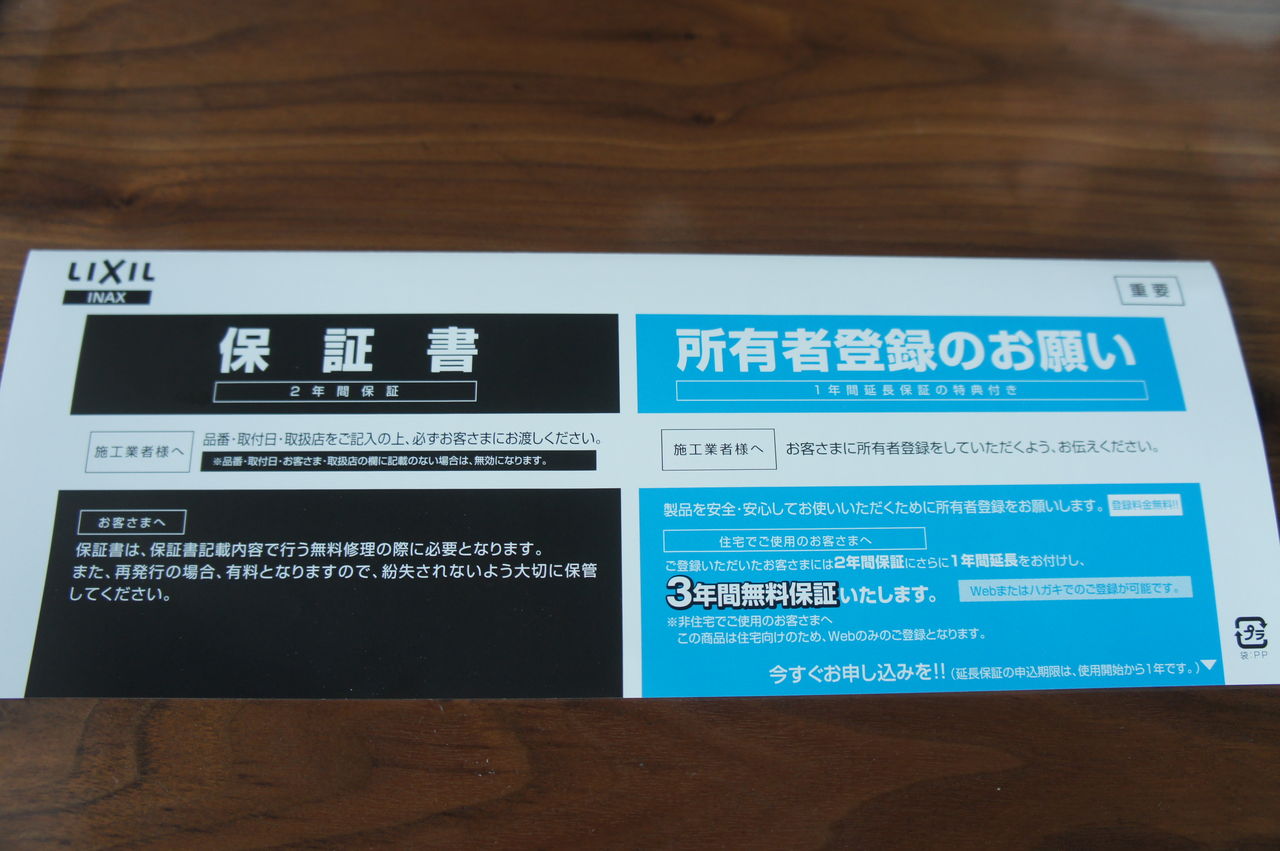 LIXIL
INAX
重要
保証書
2年間保証
施工業者様へ
品番・取付日・取扱店をご記入の上、必ずお客さまにお渡しください。
※品番・取付日・お客さま・取扱店の欄に記載のない場合は、無効になります。
お客さまへ
保証書は、保証書記載内容で行う無料修理の際に必要となります。
また、再発行の場合、有料となりますので、紛失されないよう大切に保管
してください。
所有者登録のお願い
1年間延長保証の特典付き
施工業者様へ
お客さまに所有者登録をしていただくよう、お伝えください。
製品を安全・安心してお使いいただくために所有者登録をお願いします。 登録料金無料!!
住宅でご使用のお客さまへ
ご登録いただいたお客さまには2年間保証にさらに1年間延長をお付けし、
3年間無料保証いたします。 Webまたはハガキでのご登録が可能です。
※非住宅でご使用のお客さまへ
この商品は住宅向けのため、Webのみのご登録となります。
今すぐお申し込みを!!(延長保証の申込期限は、使用開始から1年です。)▼
プラ
袋:PP